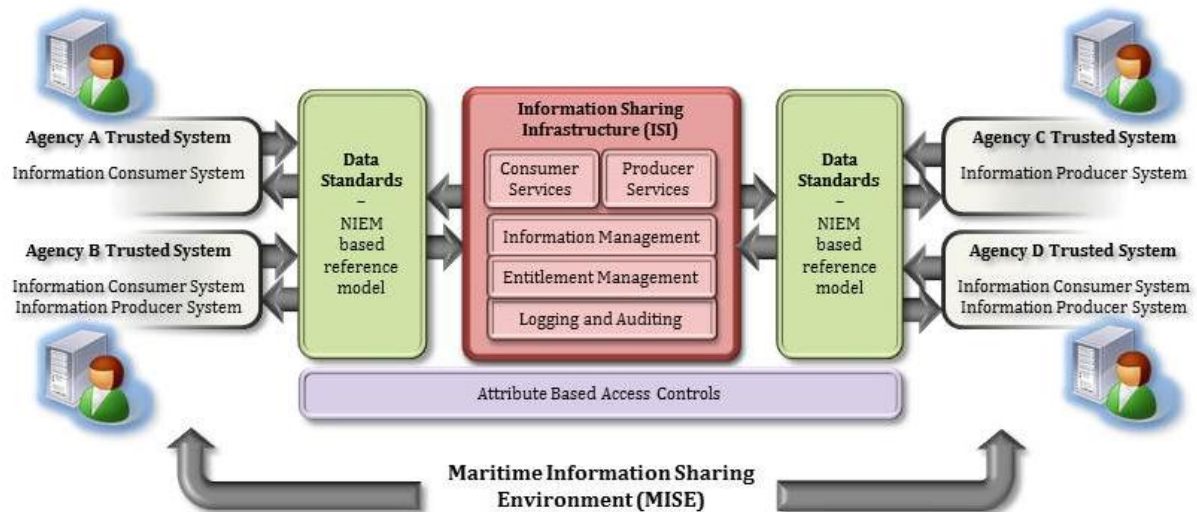 Agency A Trusted System
Information Consumer System
Agency B Trusted System
Information Consumer System
Information Producer System
Data
Standards
–
NIEM
based
reference
model
Information Sharing
Infrastructure (ISI)
Consumer
Services
Producer
Services
Information Management
Entitlement Management
Logging and Auditing
Data
Standards
–
NIEM
based
reference
model
Agency C Trusted System
Information Producer System
Agency D Trusted System
Information Consumer System
Information Producer System
Attribute Based Access Controls
Maritime Information Sharing
Environment (MISE)